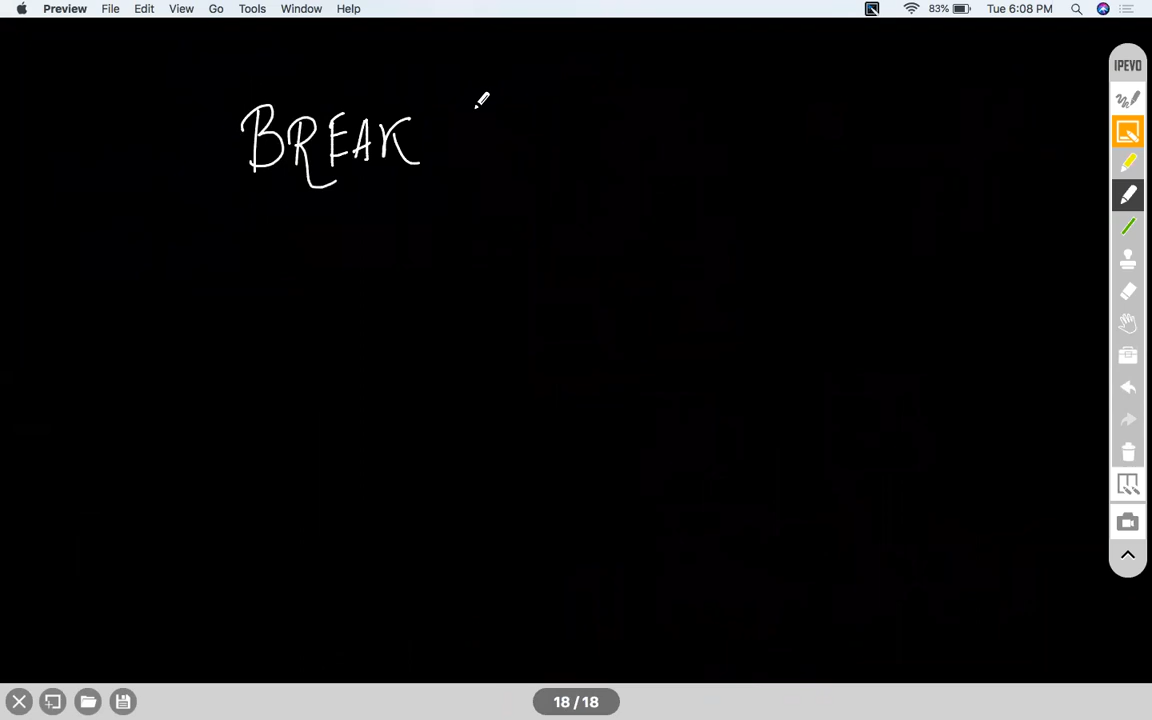 Preview File Edit View Go Tools Window Help 83% Tue 6:08 PM
IPEVO
BREAK
18 / 18